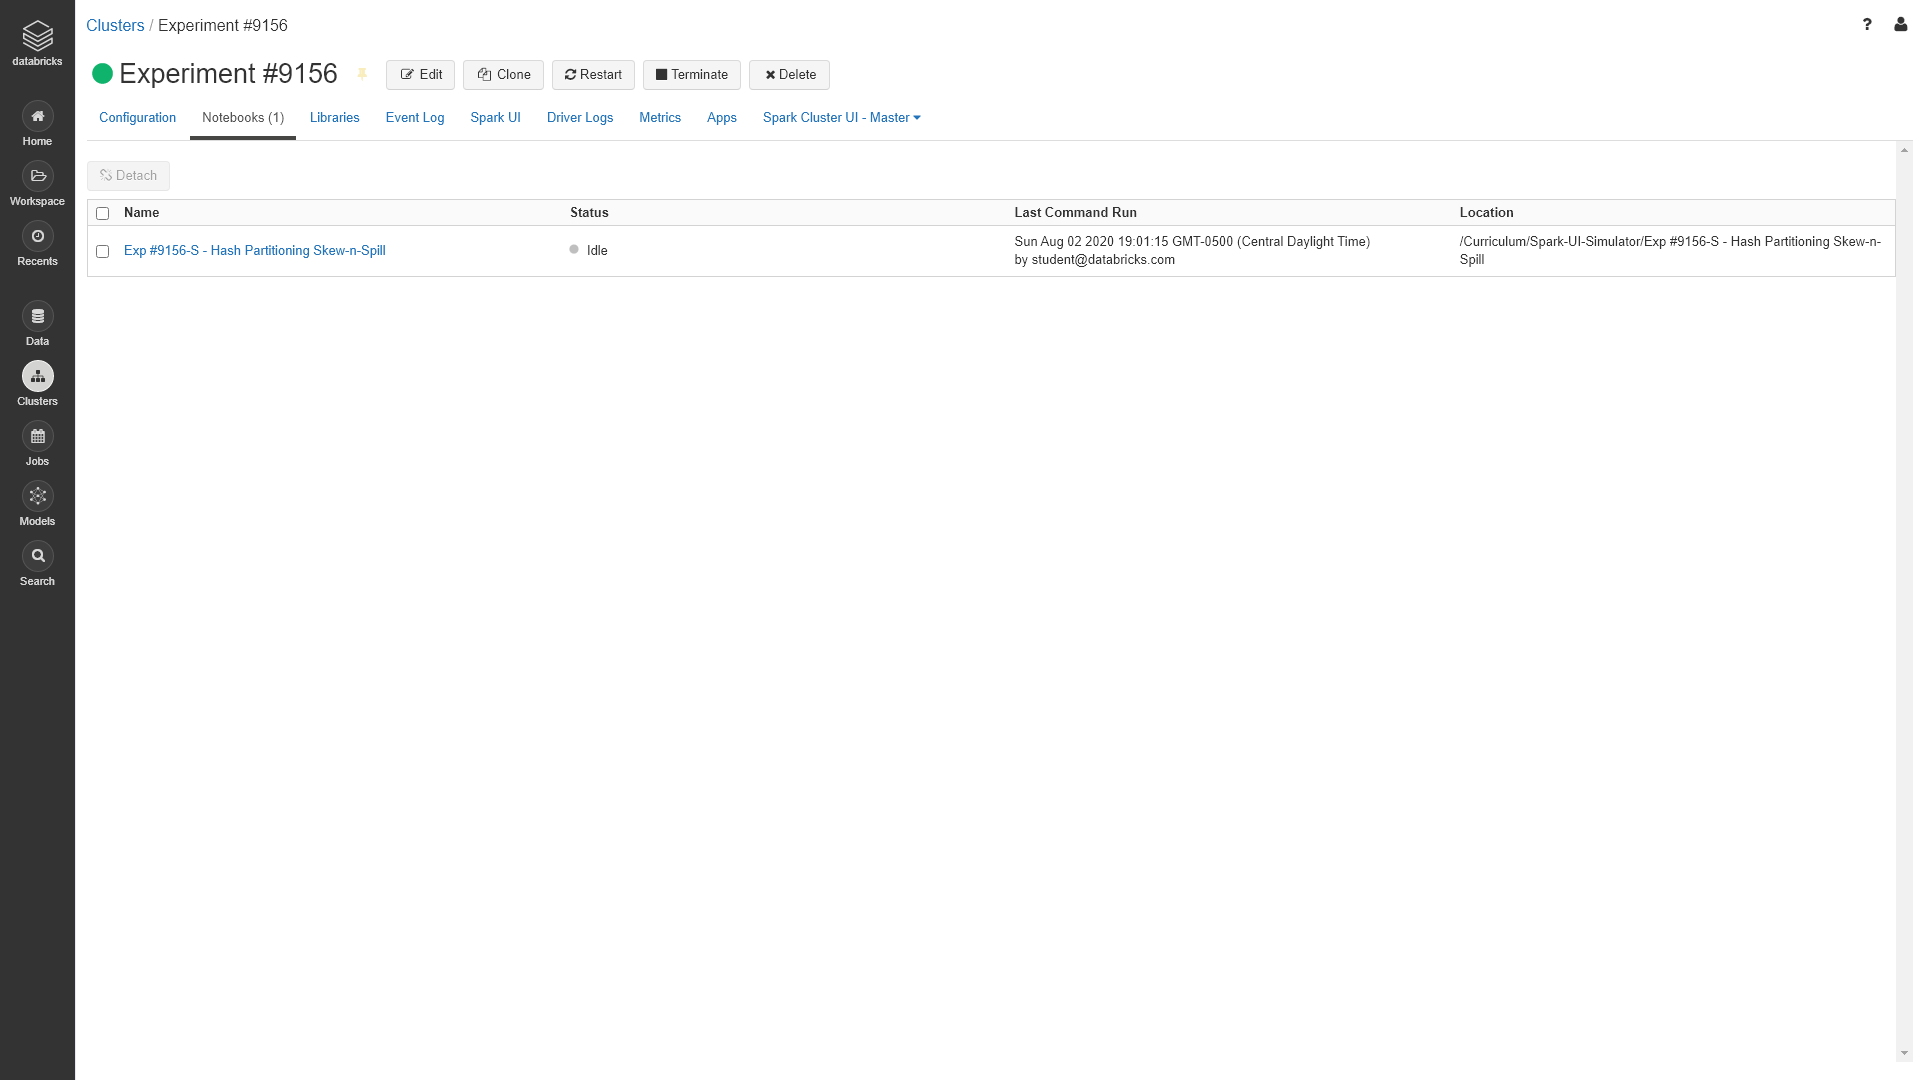 databricks
Home
Workspace
Recents
Data
Clusters
Jobs
Models
Search
Clusters / Experiment #9156
?
Experiment #9156
Edit Clone Restart Terminate Delete
Configuration Notebooks (1) Libraries Event Log Spark UI Driver Logs Metrics Apps Spark Cluster UI - Master
Detach
Name Status Last Command Run Location
Exp #9156-S - Hash Partitioning Skew-n-Spill Idle
Sun Aug 02 2020 19:01:15 GMT-0500 (Central Daylight Time)
by student@databricks.com
/Curriculum/Spark-UI-Simulator/Exp #9156-S - Hash Partitioning Skew-n-
Spill